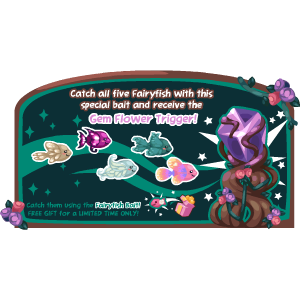 Catch all five Fairyfish with this
special bait and receive the
Gem Flower Trigger!
Catch them using the Fairyfish Bait!
FREE GIFT for a LIMITED TIME ONLY!